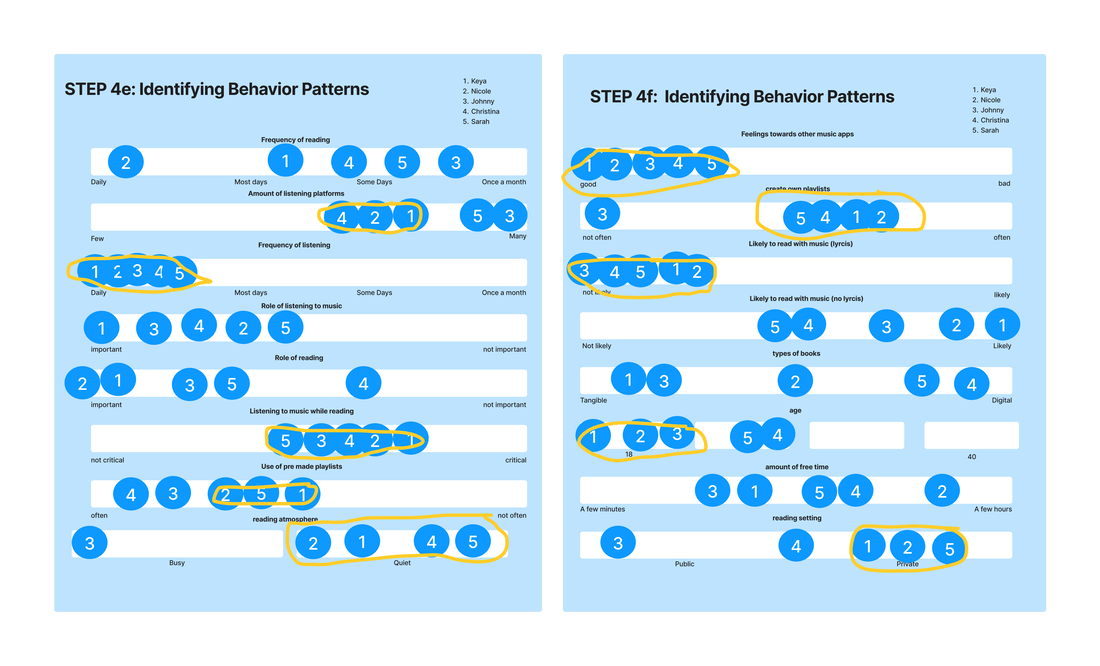 STEP 4e: Identifying Behavior Patterns
1. Keya
2. Nicole
3. Johnny
4. Christina
5. Sarah
Frequency of reading
2 1 4 5 3
Daily Most days Some Days Once a month
Amount of listening platforms
4 2 1 5 3
Few Many
Frequency of listening
1 2 3 4 5
Daily Most days Some Days Once a month
Role of listening to music
1 3 4 2 5
important not important
Role of reading
2 1 3 5 4
important not important
Listening to music while reading
5 3 4 2 1
not critical critical
Use of pre made playlists
4 3 2 5 1
often not often
reading atmosphere
3 2 1 4 5
Busy Quiet
STEP 4f: Identifying Behavior Patterns
1. Keya
2. Nicole
3. Johnny
4. Christina
5. Sarah
Feelings towards other music apps
1 2 3 4 5
good bad
create own playlists
3 5 4 1 2
not often often
Likely to read with music (lyrcis)
3 4 5 1 2
not likely likely
Likely to read with music (no lyrcis)
5 4 3 2 1
Not likely Likely
types of books
1 3 2 5 4
Tangible Digital
age
1 2 3 5 4
18 40
amount of free time
3 1 5 4 2
A few minutes A few hours
reading setting
3 4 1 2 5
Public Private